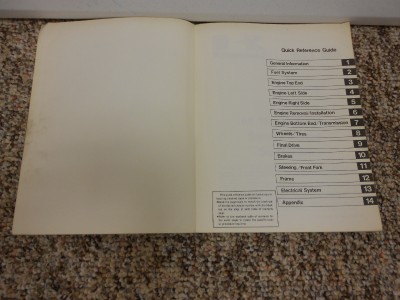 Quick Reference Guide
General Information 1
Fuel System 2
Engine Top End 3
Engine Left Side 4
Engine Right Side 5
Engine Removal/Installation 6
Engine Bottom End/Transmission 7
Wheels/Tires 8
Final Drive 9
Brakes 10
Steering/Front Fork 11
Frame 12
Electrical System 13
Appendix 14